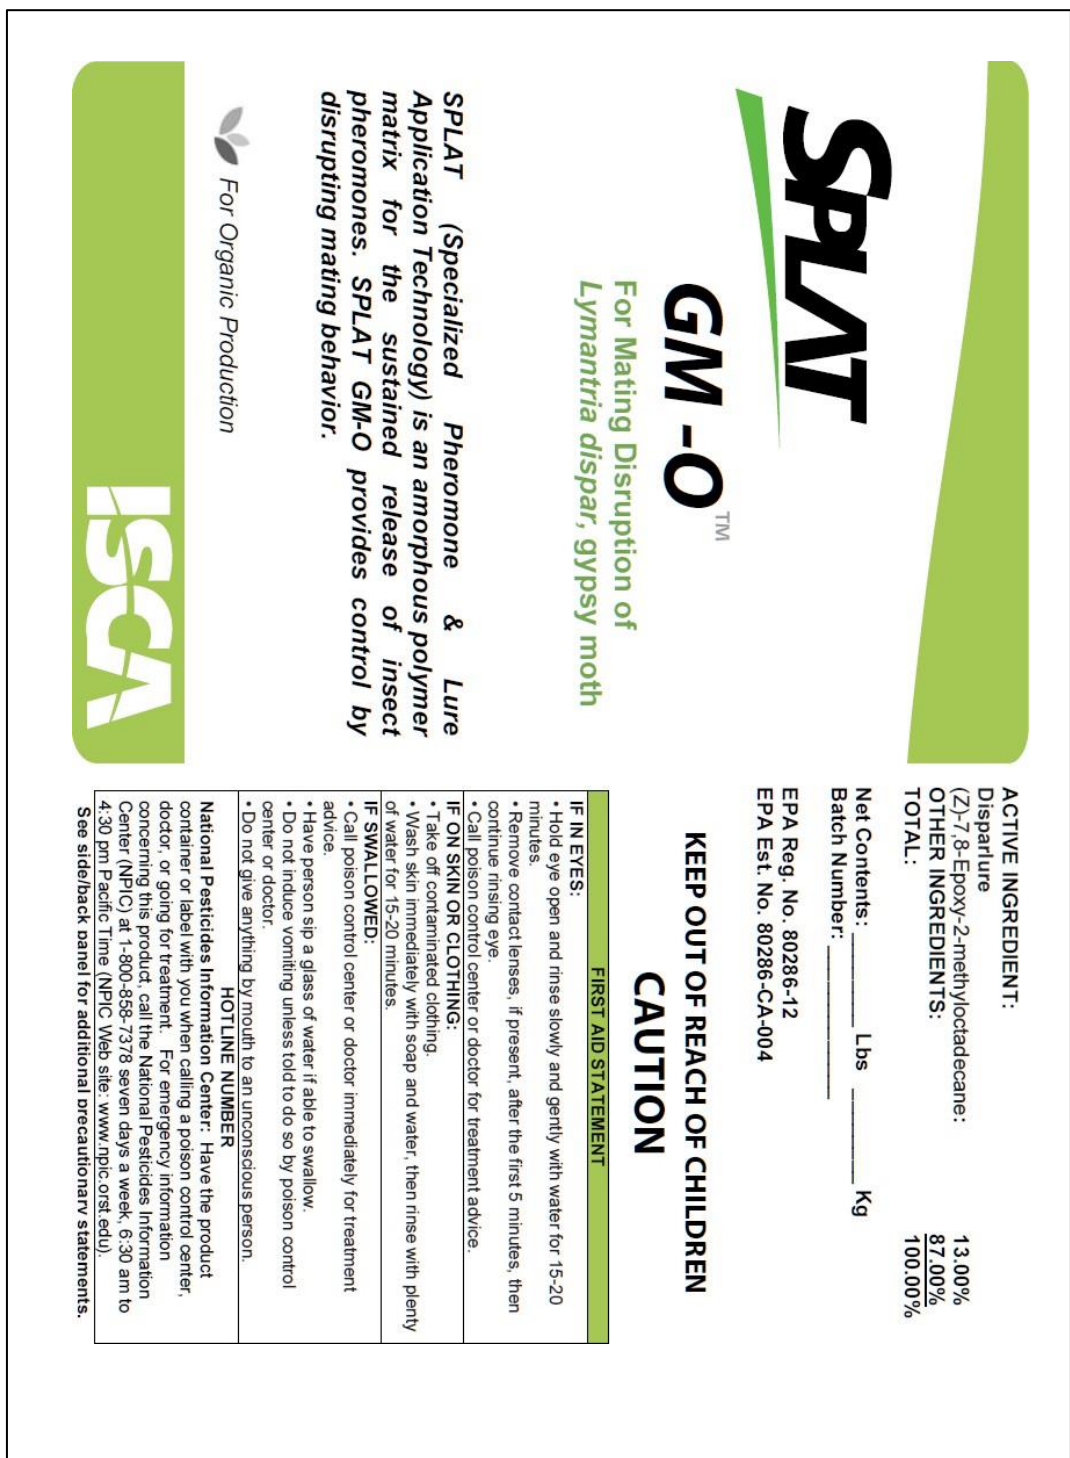 SPLAT
GM -O™
For Mating Disruption of
Lymantria dispar, gypsy moth
SPLAT (Specialized Pheromone & Lure
Application Technology) is an amorphous polymer
matrix for the sustained release of insect
pheromones. SPLAT GM-O provides control by
disrupting mating behavior.
For Organic Production
ISCA
ACTIVE INGREDIENT:
Disparlure
(Z)-7,8-Epoxy-2-methyloctadecane: 13.00%
OTHER INGREDIENTS: 87.00%
TOTAL: 100.00%
Net Contents: ________ Lbs ________ Kg
Batch Number: ____________
EPA Reg. No. 80286-12
EPA Est. No. 80286-CA-004
KEEP OUT OF REACH OF CHILDREN
CAUTION
FIRST AID STATEMENT
IF IN EYES:
• Hold eye open and rinse slowly and gently with water for 15-20
minutes.
• Remove contact lenses, if present, after the first 5 minutes, then
continue rinsing eye.
• Call poison control center or doctor for treatment advice.
IF ON SKIN OR CLOTHING:
• Take off contaminated clothing.
• Wash skin immediately with soap and water, then rinse with plenty
of water for 15-20 minutes.
IF SWALLOWED:
• Call poison control center or doctor immediately for treatment
advice.
• Have person sip a glass of water if able to swallow.
• Do not induce vomiting unless told to do so by poison control
center or doctor.
• Do not give anything by mouth to an unconscious person.
HOTLINE NUMBER
National Pesticides Information Center: Have the product
container or label with you when calling a poison control center,
doctor, or going for treatment. For emergency information
concerning this product, call the National Pesticides Information
Center (NPIC) at 1-800-858-7378 seven days a week, 6:30 am to
4:30 pm Pacific Time (NPIC Web site: www.npic.orst.edu).
See side/back panel for additional precautionary statements.